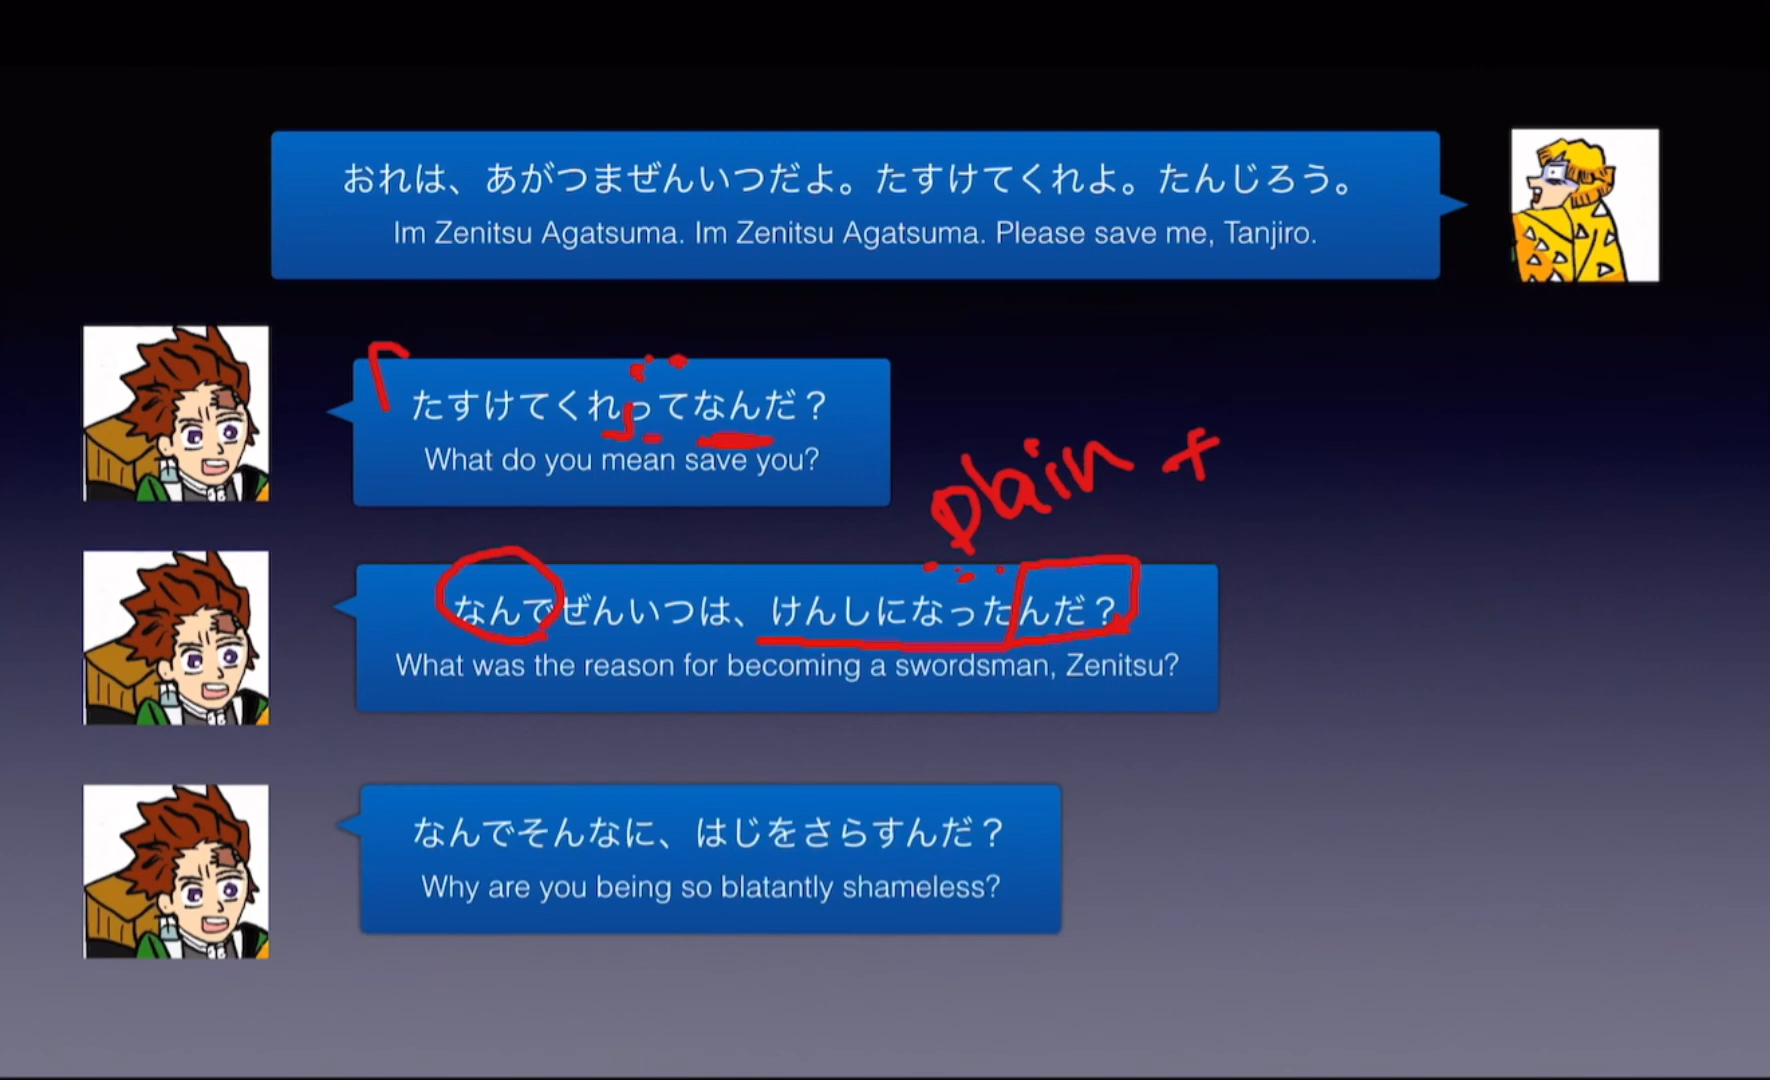 おれは、あがつまぜんいつだよ。たすけてくれよ。たんじろう。
Im Zenitsu Agatsuma. Im Zenitsu Agatsuma. Please save me, Tanjiro.
たすけてくれってなんだ？
What do you mean save you?
plain +
なんでぜんいつは、けんしになったんだ？
What was the reason for becoming a swordsman, Zenitsu?
なんでそんなに、はじをさらすんだ？
Why are you being so blatantly shameless?